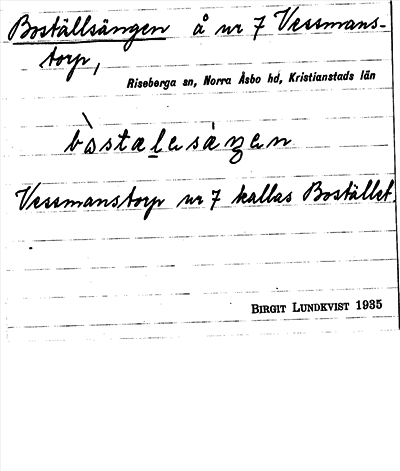 Boställsängen å nr 7 Vessmans-
torp,
Riseberga sn, Norra Åsbo hd, Kristianstads län
Vessmanstorp nr 7 kallas Bostället.
BIRGIT LUNDKVIST 1935